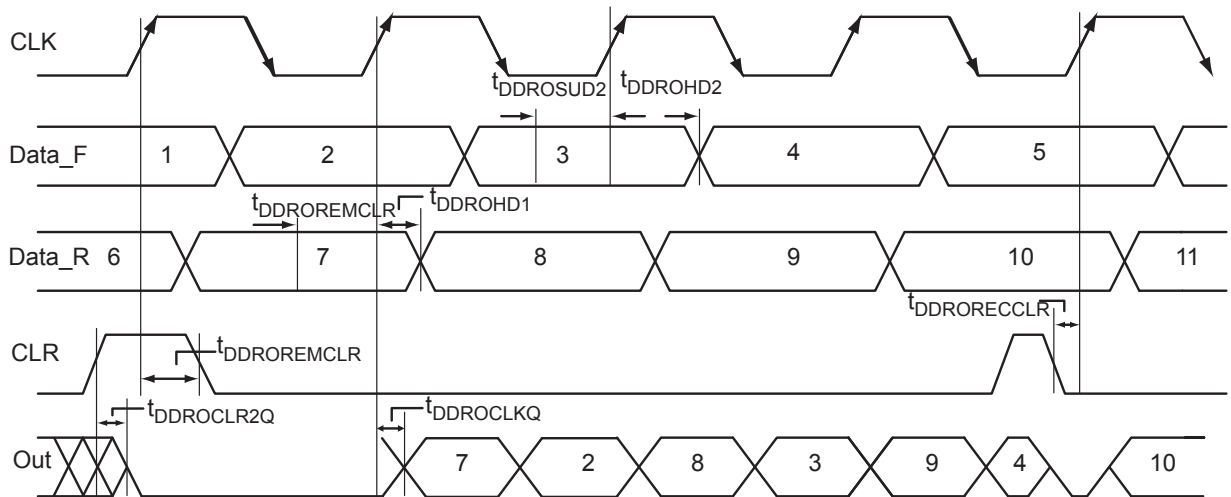 CLK
tDDROSUD2 tDDROHD2
Data_F 1 2 3 4 5
tDDROREMCLR tDDROHD1
Data_R 6 7 8 9 10 11
tDDRORECCLR
CLR tDDROREMCLR
tDDROCLR2Q tDDROCLKQ
Out 7 2 8 3 9 4 10